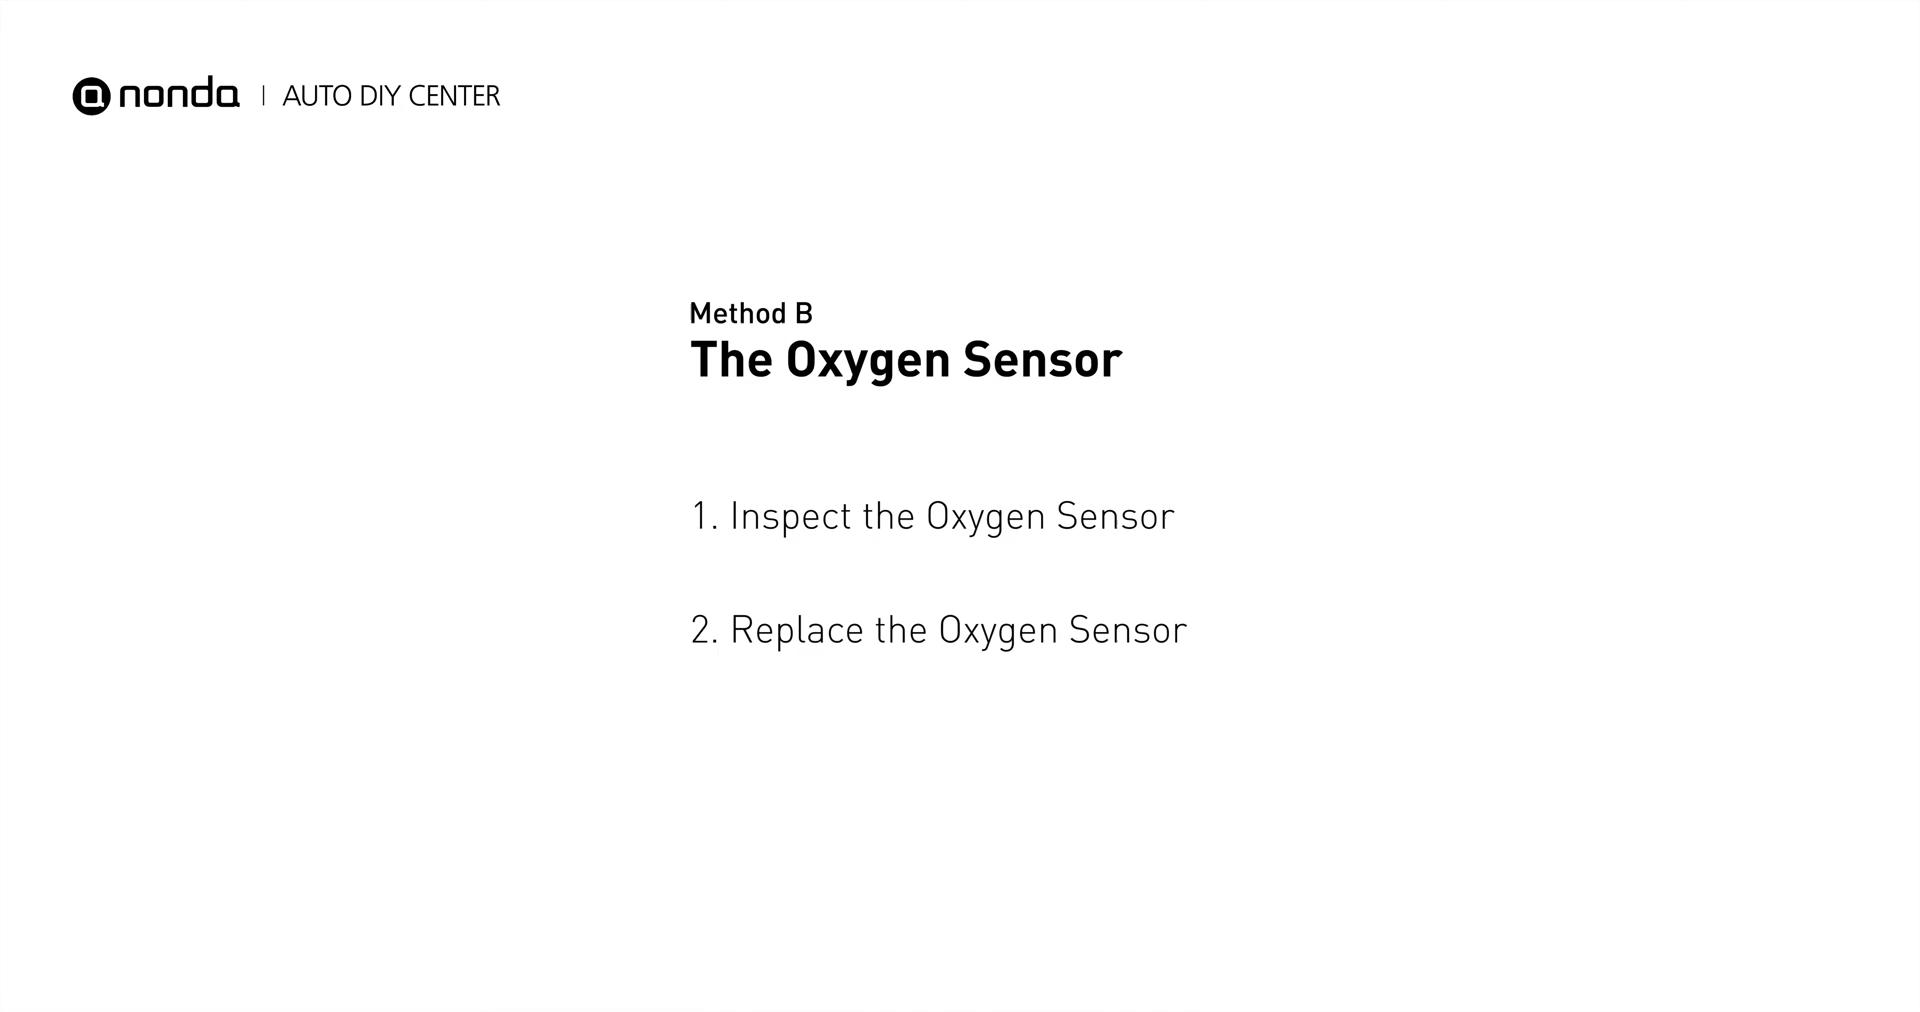 nonda | AUTO DIY CENTER
Method B
The Oxygen Sensor
1. Inspect the Oxygen Sensor
2. Replace the Oxygen Sensor